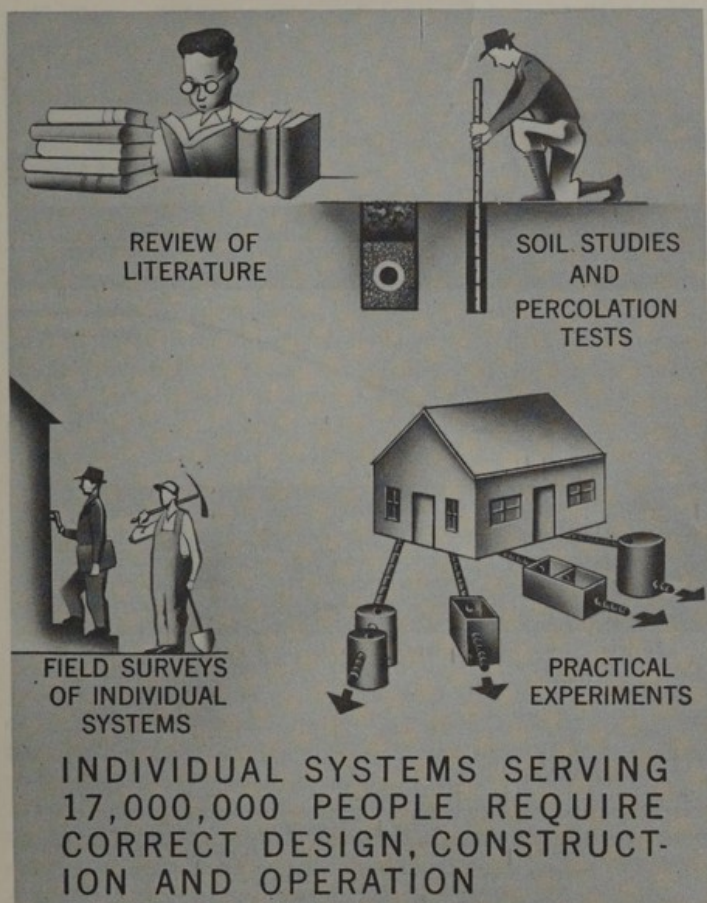 REVIEW OF
LITERATURE
SOIL STUDIES
AND
PERCOLATION
TESTS
FIELD SURVEYS
OF INDIVIDUAL
SYSTEMS
PRACTICAL
EXPERIMENTS
INDIVIDUAL SYSTEMS SERVING
17,000,000 PEOPLE REQUIRE
CORRECT DESIGN, CONSTRUCT-
ION AND OPERATION